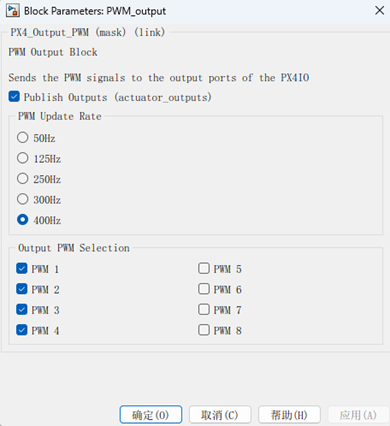 Block Parameters: PWM_output
PX4_Output_PWM (mask) (link)
PWM Output Block
Sends the PWM signals to the output ports of the PX4IO
Publish Outputs (actuator_outputs)
PWM Update Rate
50Hz
125Hz
250Hz
300Hz
400Hz
Output PWM Selection
PWM 1 PWM 5
PWM 2 PWM 6
PWM 3 PWM 7
PWM 4 PWM 8
确定(O) 取消(C) 帮助(H) 应用(A)